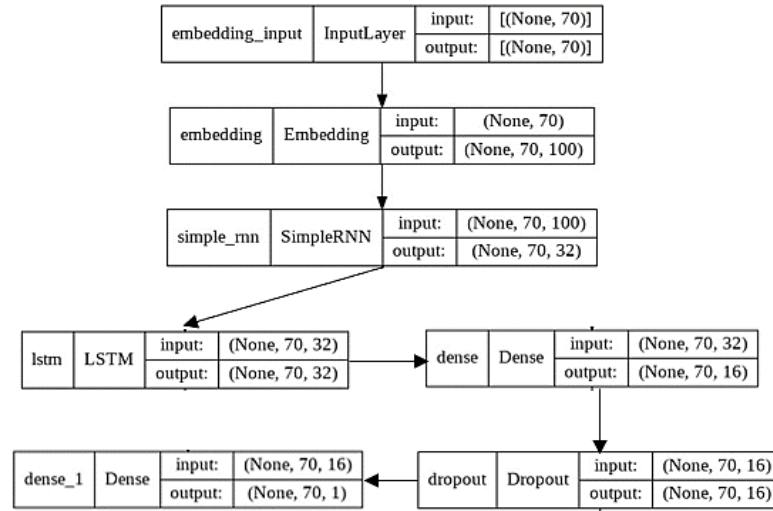 embedding_input InputLayer input: [(None, 70)]
output: [(None, 70)]
embedding Embedding input: (None, 70)
output: (None, 70, 100)
simple_rnn SimpleRNN input: (None, 70, 100)
output: (None, 70, 32)
lstm LSTM input: (None, 70, 32)
output: (None, 70, 32)
dense Dense input: (None, 70, 32)
output: (None, 70, 16)
dropout Dropout input: (None, 70, 16)
output: (None, 70, 16)
dense_1 Dense input: (None, 70, 16)
output: (None, 70, 1)